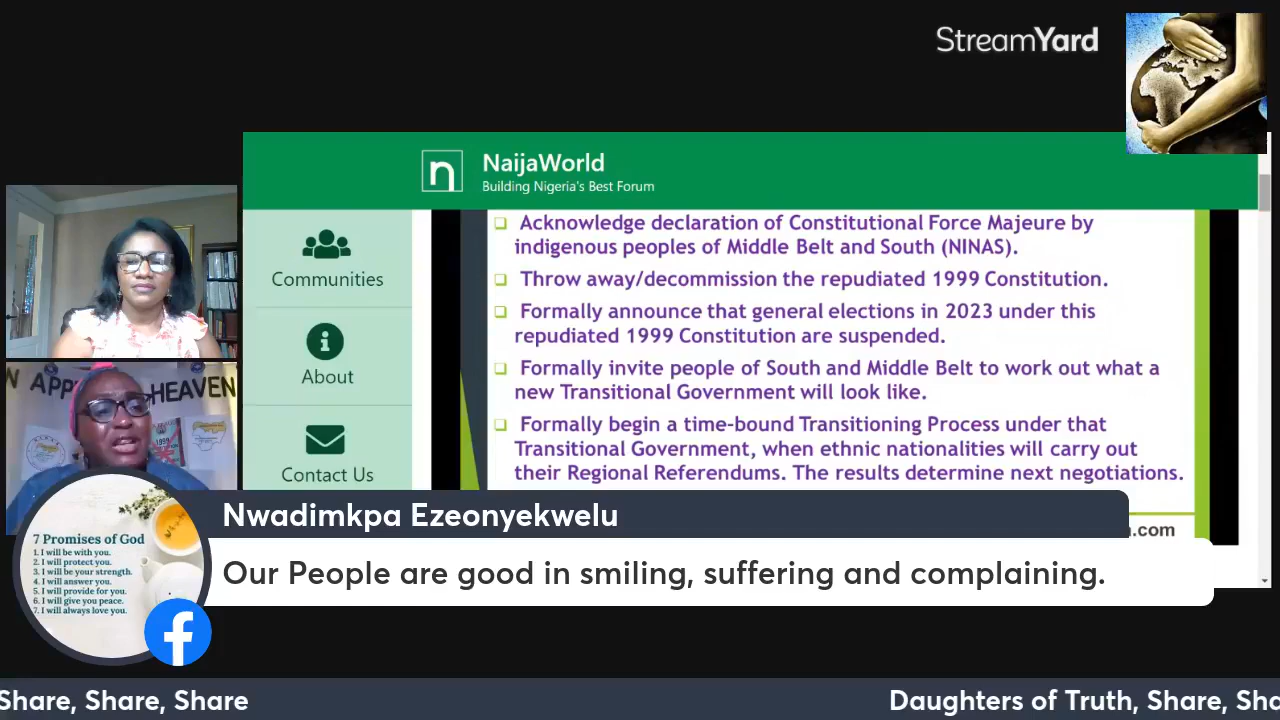 StreamYard
NaijaWorld
Building Nigeria's Best Forum
Communities
About
Contact Us
Acknowledge declaration of Constitutional Force Majeure by
indigenous peoples of Middle Belt and South (NINAS).
Throw away/decommission the repudiated 1999 Constitution.
Formally announce that general elections in 2023 under this
repudiated 1999 Constitution are suspended.
Formally invite people of South and Middle Belt to work out what a
new Transitional Government will look like.
Formally begin a time-bound Transitioning Process under that
Transitional Government, when ethnic nationalities will carry out
their Regional Referendums. The results determine next negotiations.
.com
HEAVEN
1999
7 Promises of God
1. I will be with you.
2. I will protect you.
3. I will be your strength.
4. I will answer you.
5. I will provide for you.
6. I will give you peace.
7. I will always love you.
Nwadimkpa Ezeonyekwelu
Our People are good in smiling, suffering and complaining.
Share, Share, Share
Daughters of Truth, Share, Sha